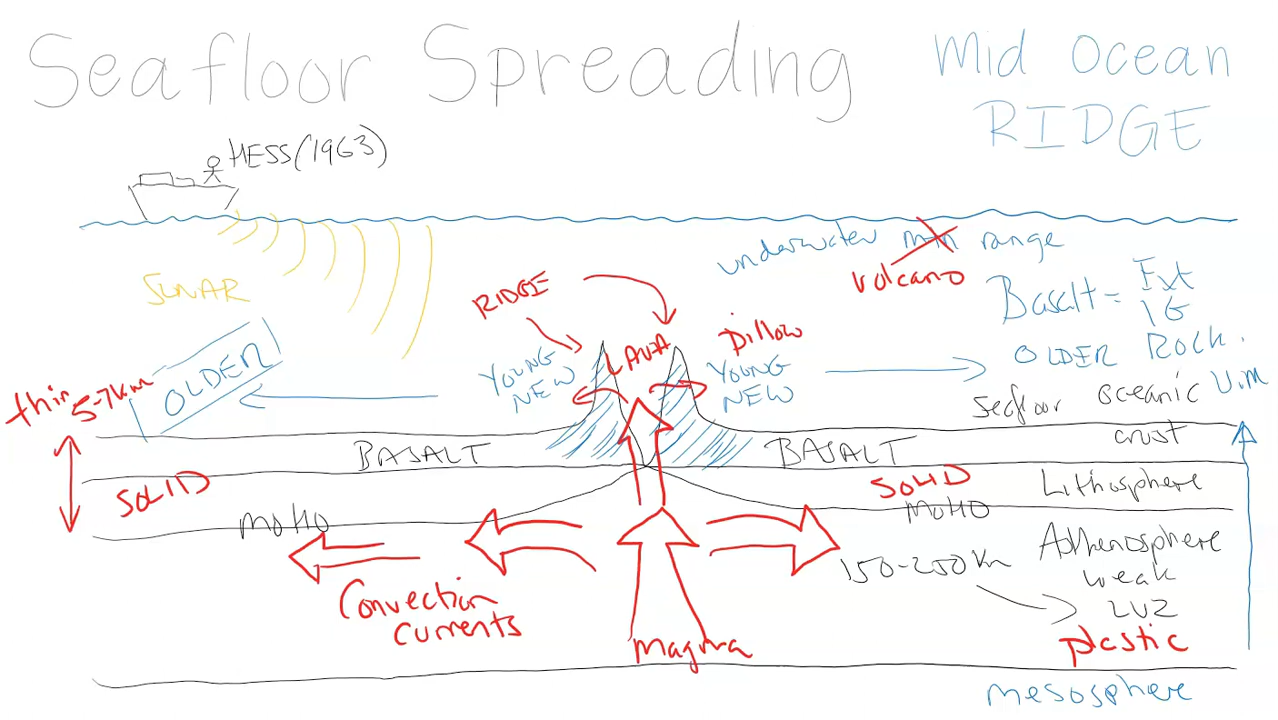 Seafloor Spreading
Mid Ocean
RIDGE
HESS (1963)
underwater mtn range
Volcano
SONAR
RIDGE
LAVA
Pillow
YOUNG
NEW
YOUNG
NEW
Basalt = Ext
IG
OLDER Rock.
thin 5-7km
OLDER
Seafloor oceanic
crust
BASALT
BASALT
SOLID
SOLID
Lithosphere
MOHO
MOHO
Asthenosphere
weak
LVZ
plastic
150-250km
Convection
currents
Magma
mesosphere